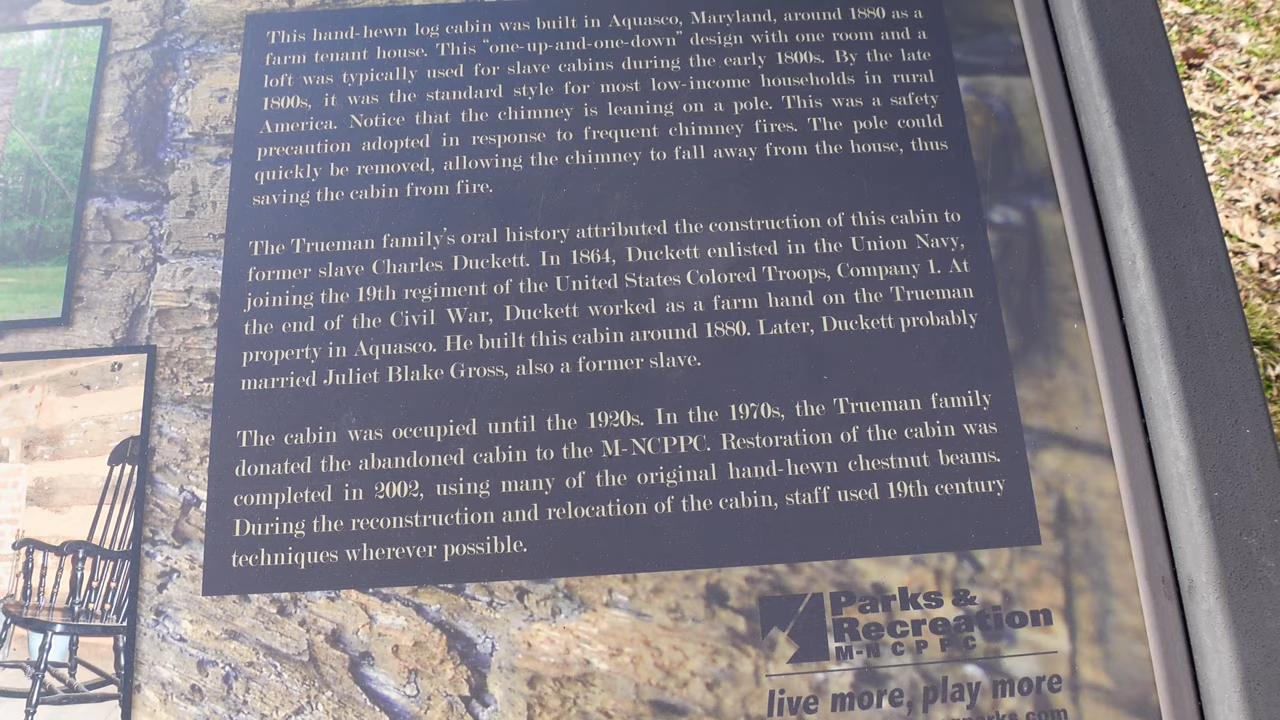 This hand-hewn log cabin was built in Aquasco, Maryland, around 1880 as a
farm tenant house. This “one-up-and-one-down” design with one room and a
loft was typically used for slave cabins during the early 1800s. By the late
1800s, it was the standard style for most low-income households in rural
America. Notice that the chimney is leaning on a pole. This was a safety
precaution adopted in response to frequent chimney fires. The pole could
quickly be removed, allowing the chimney to fall away from the house, thus
saving the cabin from fire.
The Trueman family's oral history attributed the construction of this cabin to
former slave Charles Duckett. In 1864, Duckett enlisted in the Union Navy,
joining the 19th regiment of the United States Colored Troops, Company 1. At
the end of the Civil War, Duckett worked as a farm hand on the Trueman
property in Aquasco. He built this cabin around 1880. Later, Duckett probably
married Juliet Blake Gross, also a former slave.
The cabin was occupied until the 1920s. In the 1970s, the Trueman family
donated the abandoned cabin to the M-NCPPC. Restoration of the cabin was
completed in 2002, using many of the original hand-hewn chestnut beams.
During the reconstruction and relocation of the cabin, staff used 19th century
techniques wherever possible.
Parks &
Recreation
M-NCPPC
live more, play more